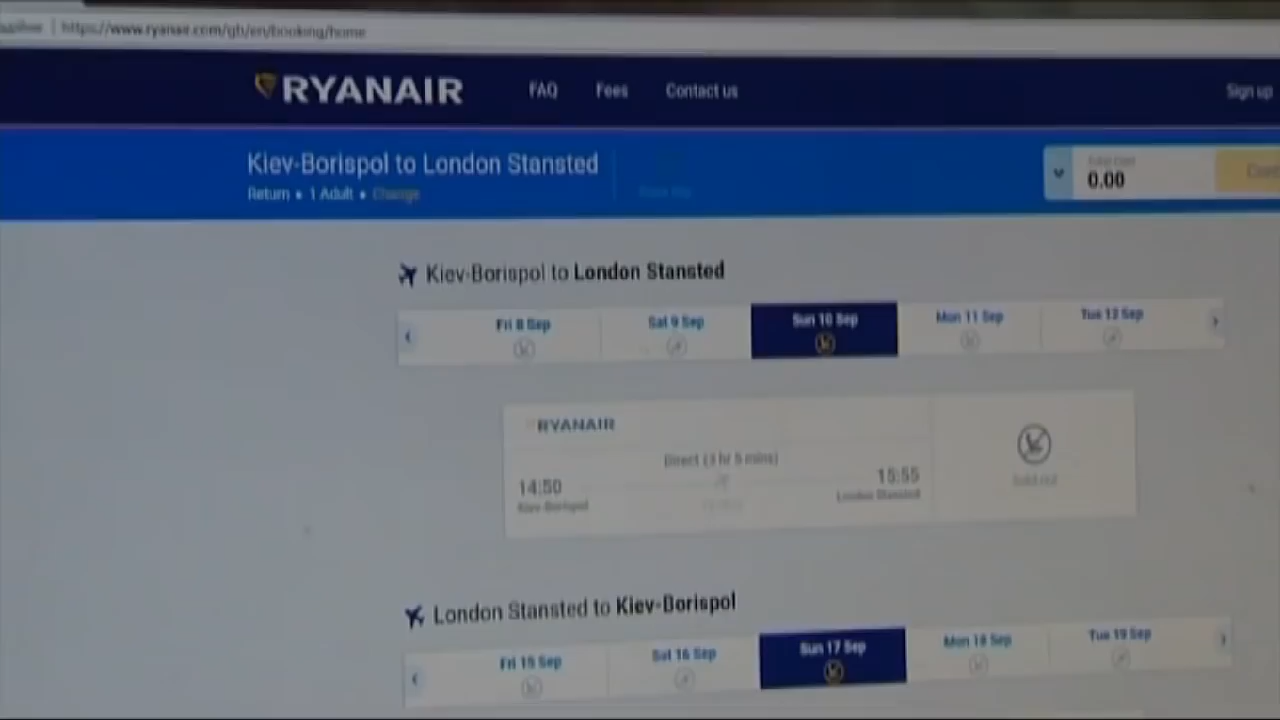 https://www.ryanair.com/gb/en/booking/home
RYANAIR FAQ Fees Contact us Sign up
Kiev-Borispol to London Stansted
Return • 1 Adult • Change
Total cost
0.00
Kiev-Borispol to London Stansted
Fri 8 Sep Sat 9 Sep Sun 10 Sep Mon 11 Sep Tue 12 Sep
RYANAIR
Direct (3 hr 5 mins)
14:50 15:55
Kiev-Borispol London Stansted
Sold out
London Stansted to Kiev-Borispol
Fri 15 Sep Sat 16 Sep Sun 17 Sep Mon 18 Sep Tue 19 Sep